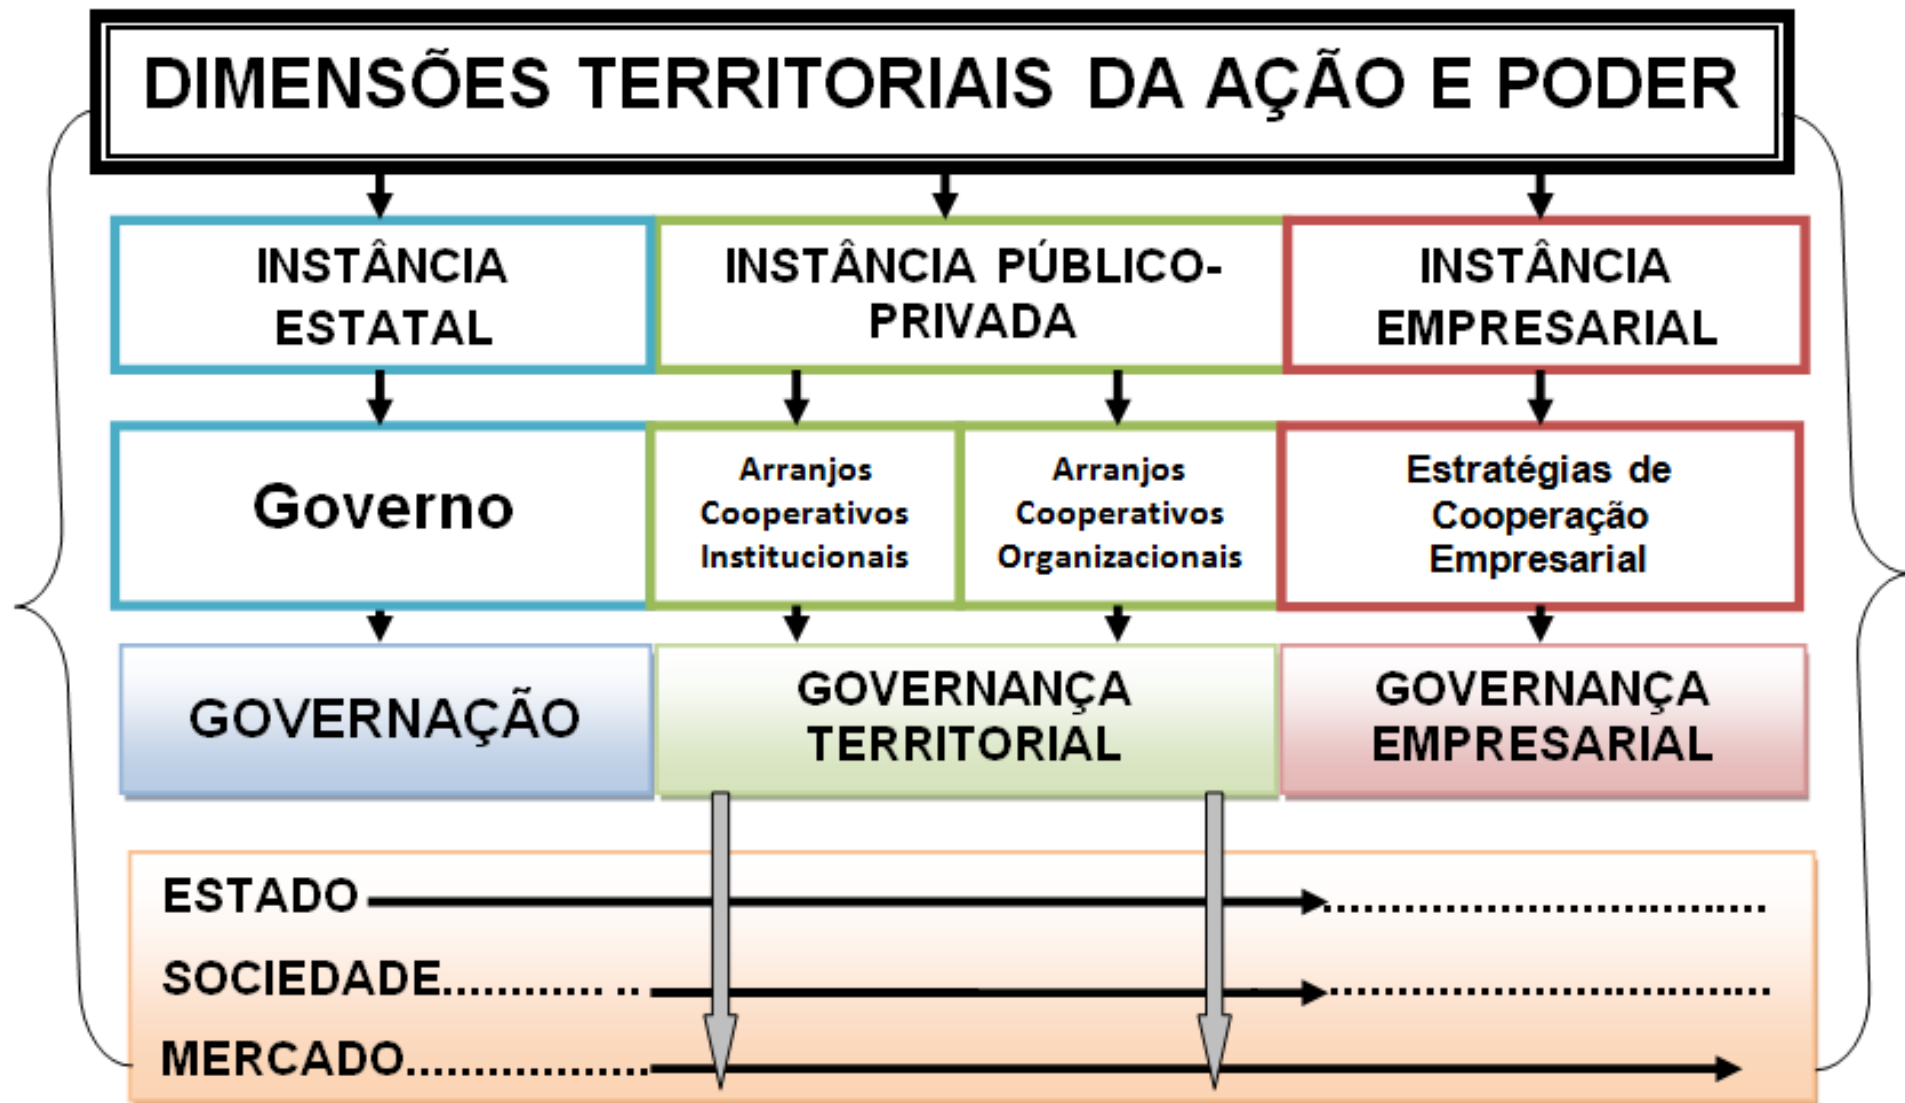 DIMENSÕES TERRITORIAIS DA AÇÃO E PODER
INSTÂNCIA
ESTATAL
INSTÂNCIA PÚBLICO-
PRIVADA
INSTÂNCIA
EMPRESARIAL
Governo
Arranjos
Cooperativos
Institucionais
Arranjos
Cooperativos
Organizacionais
Estratégias de
Cooperação
Empresarial
GOVERNAÇÃO
GOVERNANÇA
TERRITORIAL
GOVERNANÇA
EMPRESARIAL
ESTADO
SOCIEDADE
MERCADO